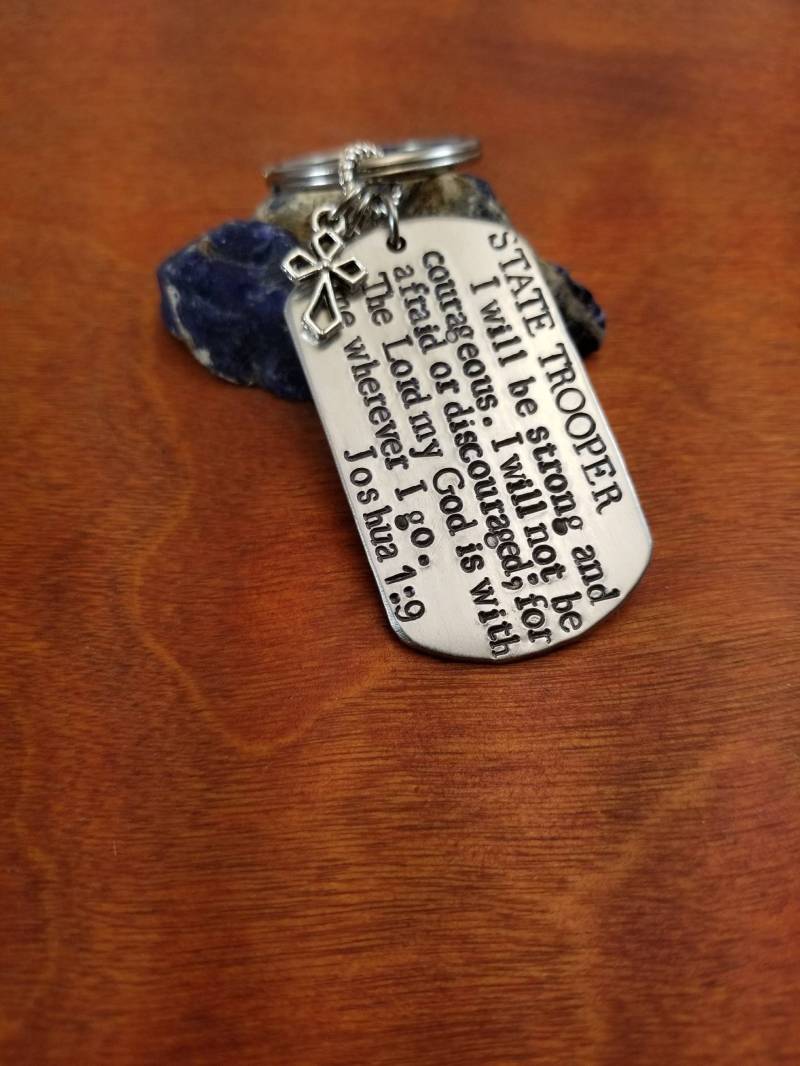 STATE TROOPER
I will be strong and
courageous. I will not be
afraid or discouraged; for
The Lord my God is with
me wherever I go.
Joshua 1:9